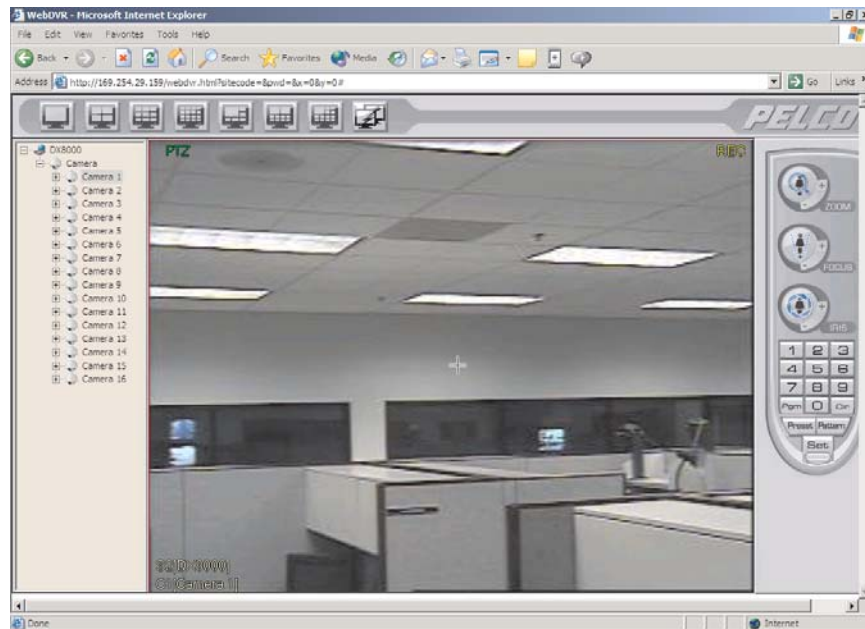 WebDVR - Microsoft Internet Explorer
File Edit View Favorites Tools Help
Back Search Favorites Media
Address http://169.254.29.159/webdvr.html?sitecode=&pwd=&x=0&y=0# Go Links
PELCO
DX8000
Camera
Camera 1
Camera 2
Camera 3
Camera 4
Camera 5
Camera 6
Camera 7
Camera 8
Camera 9
Camera 10
Camera 11
Camera 12
Camera 13
Camera 14
Camera 15
Camera 16
PTZ REC
[Camera 1]
ZOOM
FOCUS
IRIS
1 2 3
4 5 6
7 8 9
Pgm 0 Clr
Preset Pattern
Set
Done Internet